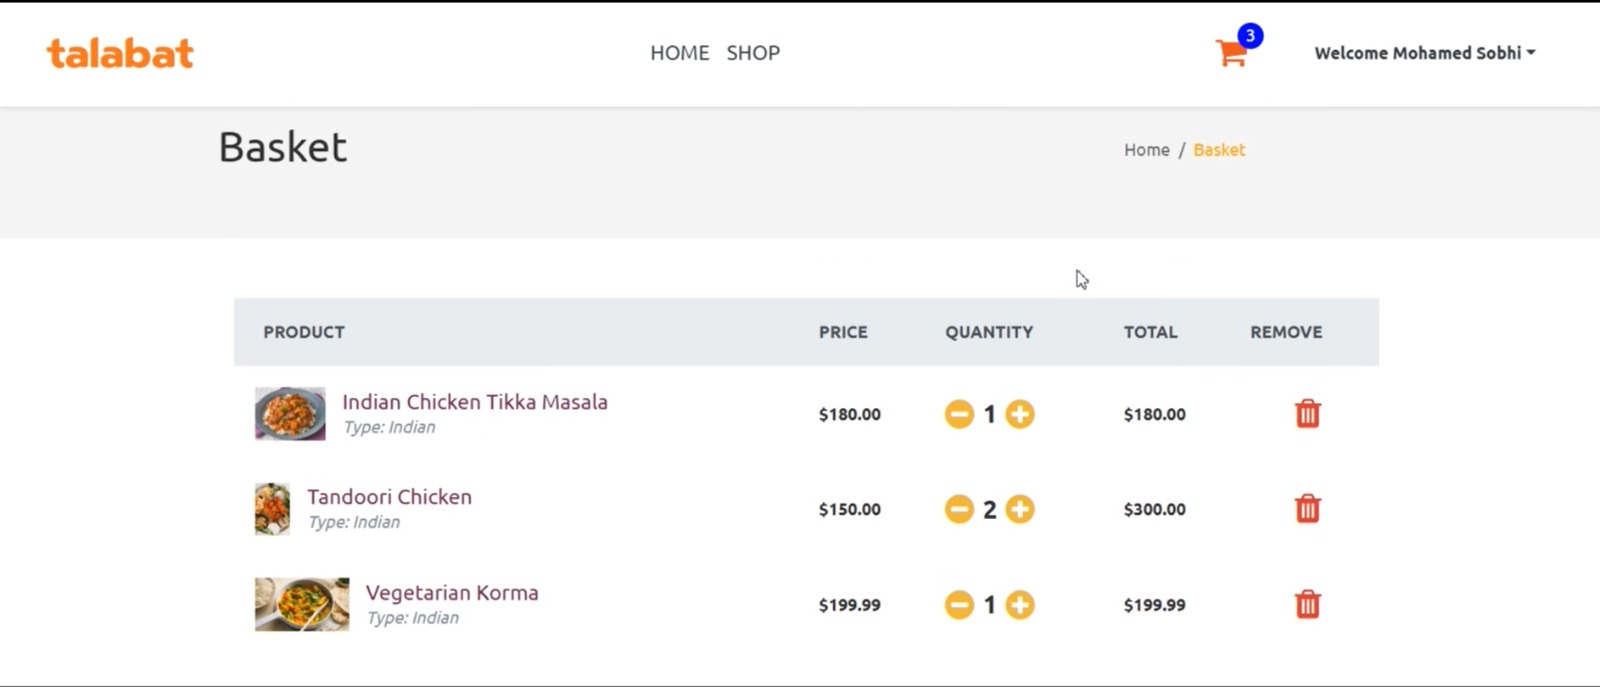 talabat
HOME SHOP
3
Welcome Mohamed Sobhi
Basket
Home / Basket
PRODUCT PRICE QUANTITY TOTAL REMOVE
Indian Chicken Tikka Masala
Type: Indian
$180.00 1 $180.00
Tandoori Chicken
Type: Indian
$150.00 2 $300.00
Vegetarian Korma
Type: Indian
$199.99 1 $199.99